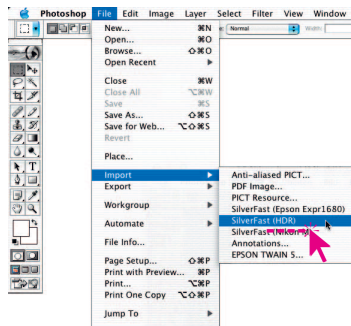 Photoshop File Edit Image Layer Select Filter View Window
New... ⌘N
Open... ⌘O
Browse... ⇧⌘O
Open Recent
Close ⌘W
Close All ⌥⌘W
Save ⌘S
Save As... ⇧⌘S
Save for Web... ⌥⇧⌘S
Revert
Place...
Import
Export
Workgroup
Automate
File Info...
Page Setup... ⇧⌘P
Print with Preview... ⌘P
Print... ⌥⌘P
Print One Copy ⌥⇧⌘P
Jump To
Normal
Width:
Anti-aliased PICT...
PDF Image...
PICT Resource...
SilverFast (Epson Expr1680)
SilverFast (HDR)
SilverFast (Nikon
Annotations...
EPSON TWAIN 5...